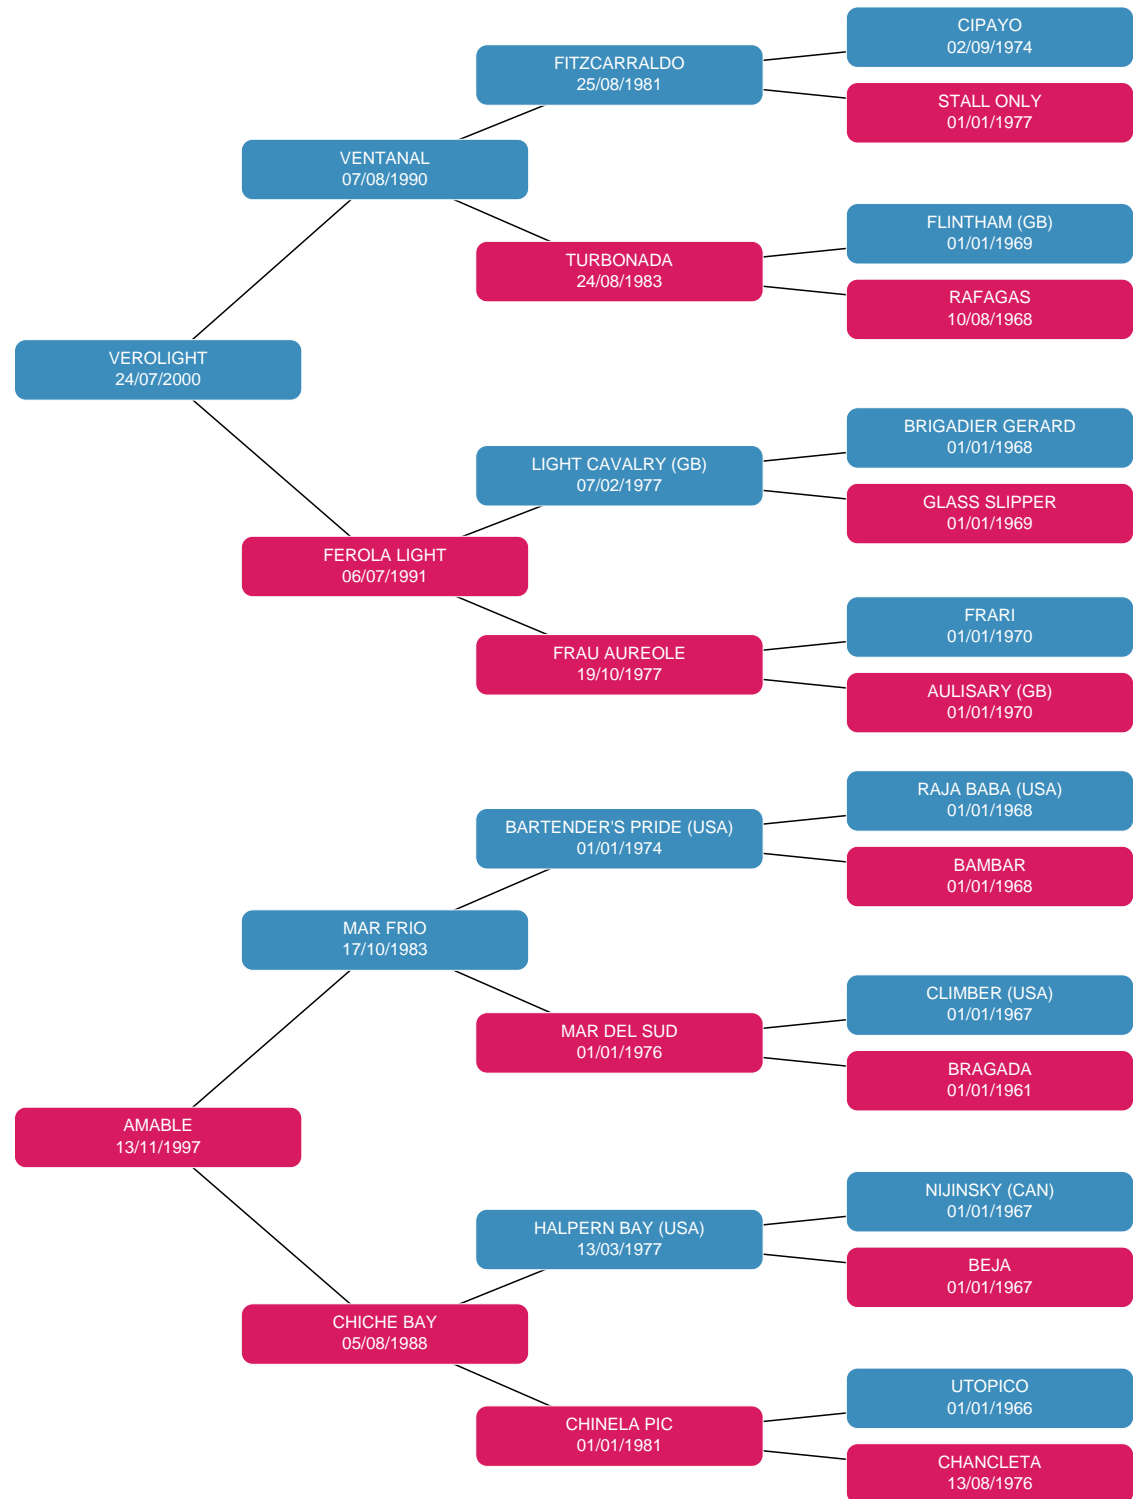 CIPAYO
02/09/1974
FITZCARRALDO
25/08/1981
STALL ONLY
01/01/1977
VENTANAL
07/08/1990
FLINTHAM (GB)
01/01/1969
TURBONADA
24/08/1983
RAFAGAS
10/08/1968
VEROLIGHT
24/07/2000
BRIGADIER GERARD
01/01/1968
LIGHT CAVALRY (GB)
07/02/1977
GLASS SLIPPER
01/01/1969
FEROLA LIGHT
06/07/1991
FRARI
01/01/1970
FRAU AUREOLE
19/10/1977
AULISARY (GB)
01/01/1970
RAJA BABA (USA)
01/01/1968
BARTENDER'S PRIDE (USA)
01/01/1974
BAMBAR
01/01/1968
MAR FRIO
17/10/1983
CLIMBER (USA)
01/01/1967
MAR DEL SUD
01/01/1976
BRAGADA
01/01/1961
AMABLE
13/11/1997
NIJINSKY (CAN)
01/01/1967
HALPERN BAY (USA)
13/03/1977
BEJA
01/01/1967
CHICHE BAY
05/08/1988
UTOPICO
01/01/1966
CHINELA PIC
01/01/1981
CHANCLETA
13/08/1976